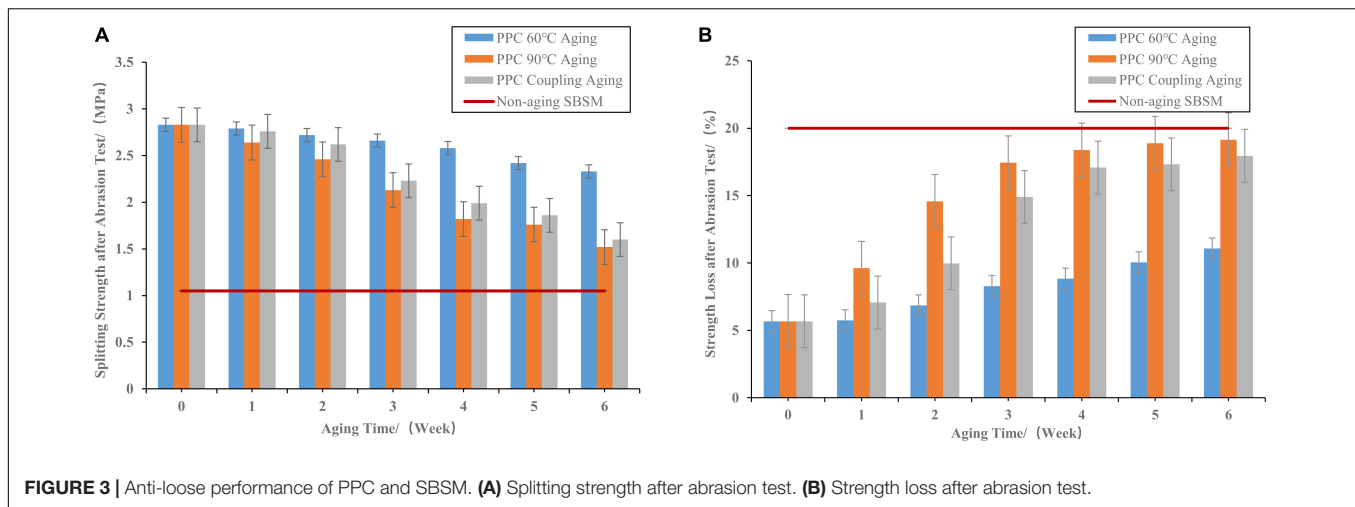 A
PPC 60℃ Aging
PPC 90℃ Aging
PPC Coupling Aging
Non-aging SBSM
Splitting Strength after Abrasion Test/（MPa）
3.5
3
2.5
2
1.5
1
0.5
0
0 1 2 3 4 5 6
Aging Time/（Week）
B
PPC 60℃ Aging
PPC 90℃ Aging
PPC Coupling Aging
Non-aging SBSM
Strength Loss after Abrasion Test/（%）
25
20
15
10
5
0
0 1 2 3 4 5 6
Aging Time/（Week）
FIGURE 3 | Anti-loose performance of PPC and SBSM. (A) Splitting strength after abrasion test. (B) Strength loss after abrasion test.